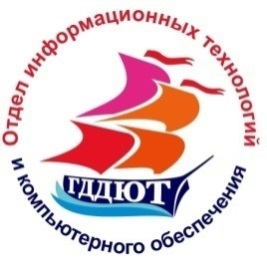 Отдел информационных технологий
ГДДЮТ
и компьютерного обеспечения